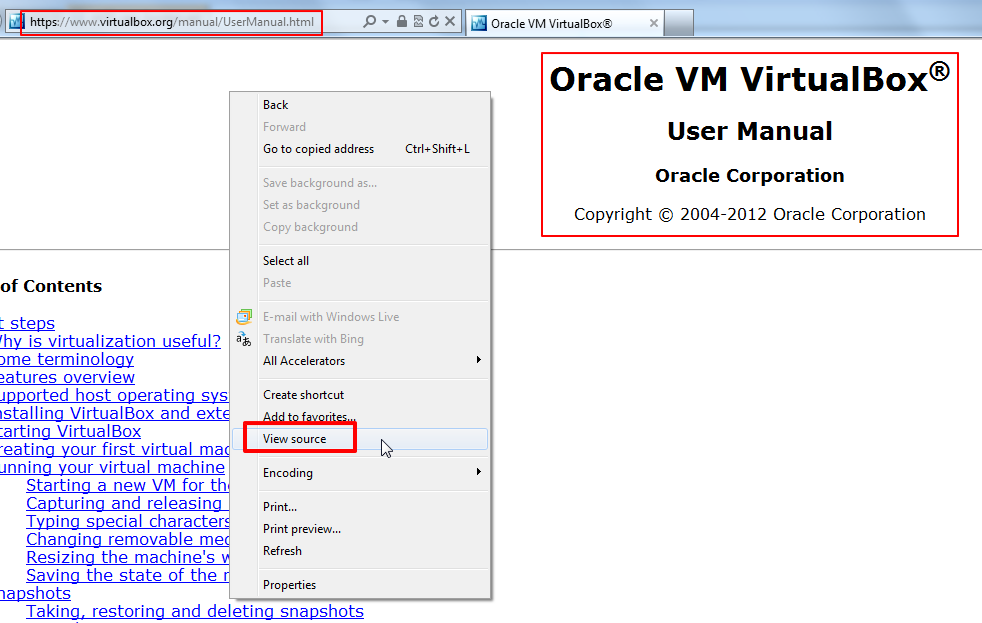 https://www.virtualbox.org/manual/UserManual.html
Oracle VM VirtualBox®
Oracle VM VirtualBox®
User Manual
Oracle Corporation
Copyright © 2004-2012 Oracle Corporation
Back
Forward
Go to copied address Ctrl+Shift+L
Save background as...
Set as background
Copy background
Select all
Paste
E-mail with Windows Live
Translate with Bing
All Accelerators
Create shortcut
Add to favorites...
View source
Encoding
Print...
Print preview...
Refresh
Properties
of Contents
t steps
hy is virtualization useful?
ome terminology
eatures overview
upported host operating sys
nstalling VirtualBox and exte
tarting VirtualBox
reating your first virtual mac
unning your virtual machine
Starting a new VM for the
Capturing and releasing
Typing special characters
Changing removable med
Resizing the machine's w
Saving the state of the
napshots
Taking, restoring and deleting snapshots